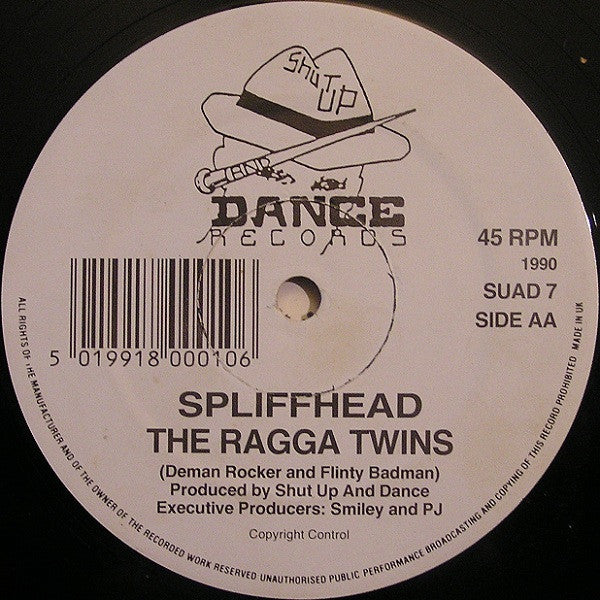 Shut
UP
AND
DANCE
RECORDS
45 RPM
1990
SUAD 7
SIDE AA
5 019918 000106
SPLIFFHEAD
THE RAGGA TWINS
(Deman Rocker and Flinty Badman)
Produced by Shut Up And Dance
Executive Producers: Smiley and PJ
Copyright Control
ALL RIGHTS OF THE MANUFACTURER AND OF THE OWNER OF THE RECORDED WORK RESERVED UNAUTHORISED PUBLIC PERFORMANCE BROADCASTING AND COPYING OF THIS RECORD PROHIBITED MADE IN UK